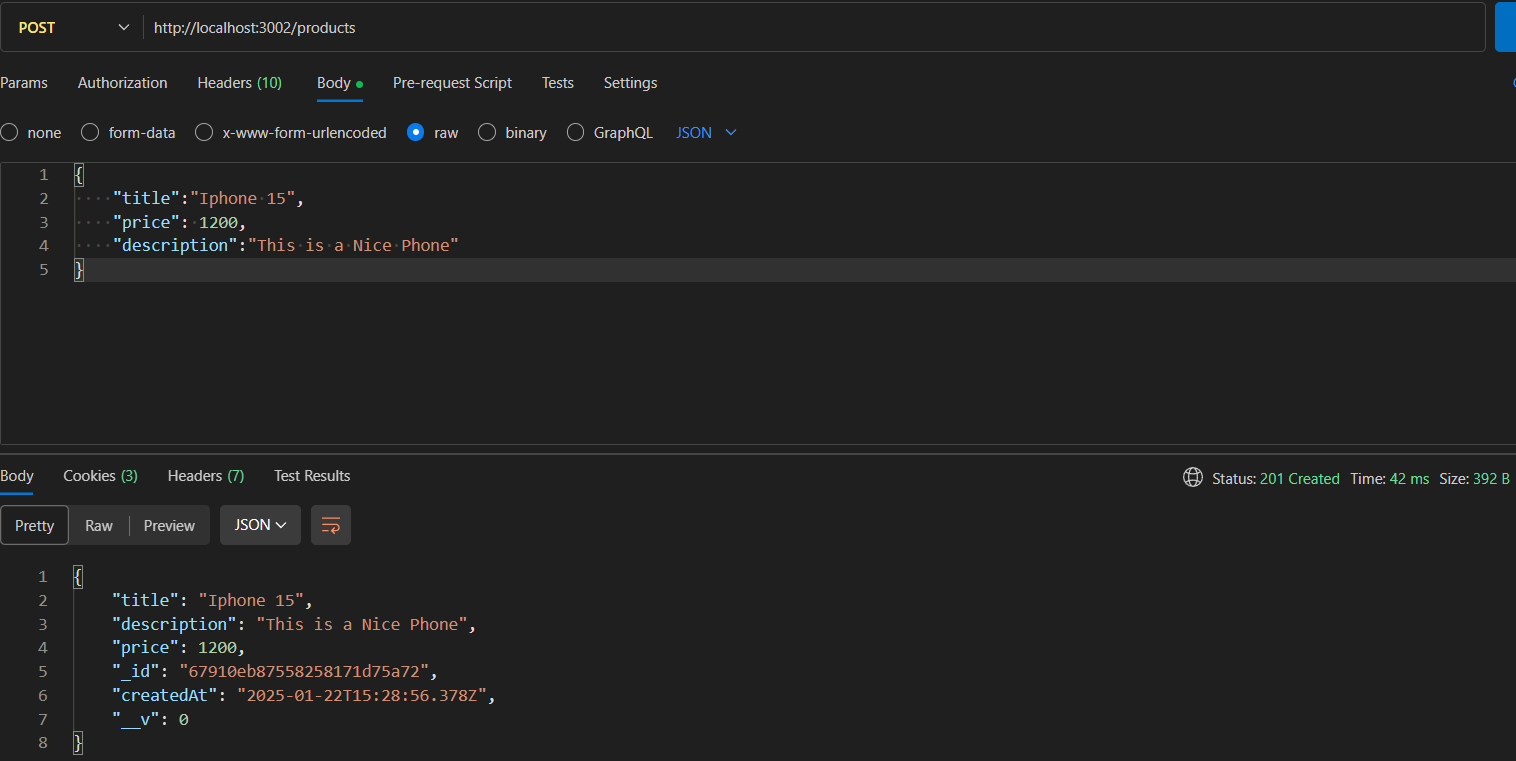 POST http://localhost:3002/products
Params Authorization Headers (10) Body Pre-request Script Tests Settings
none form-data x-www-form-urlencoded raw binary GraphQL JSON
1 {
2 "title":"Iphone 15",
3 "price": 1200,
4 "description":"This is a Nice Phone"
5 }
Body Cookies (3) Headers (7) Test Results Status: 201 Created Time: 42 ms Size: 392 B
Pretty Raw Preview JSON
1 {
2 "title": "Iphone 15",
3 "description": "This is a Nice Phone",
4 "price": 1200,
5 "_id": "67910eb87558258171d75a72",
6 "createdAt": "2025-01-22T15:28:56.378Z",
7 "__v": 0
8 }